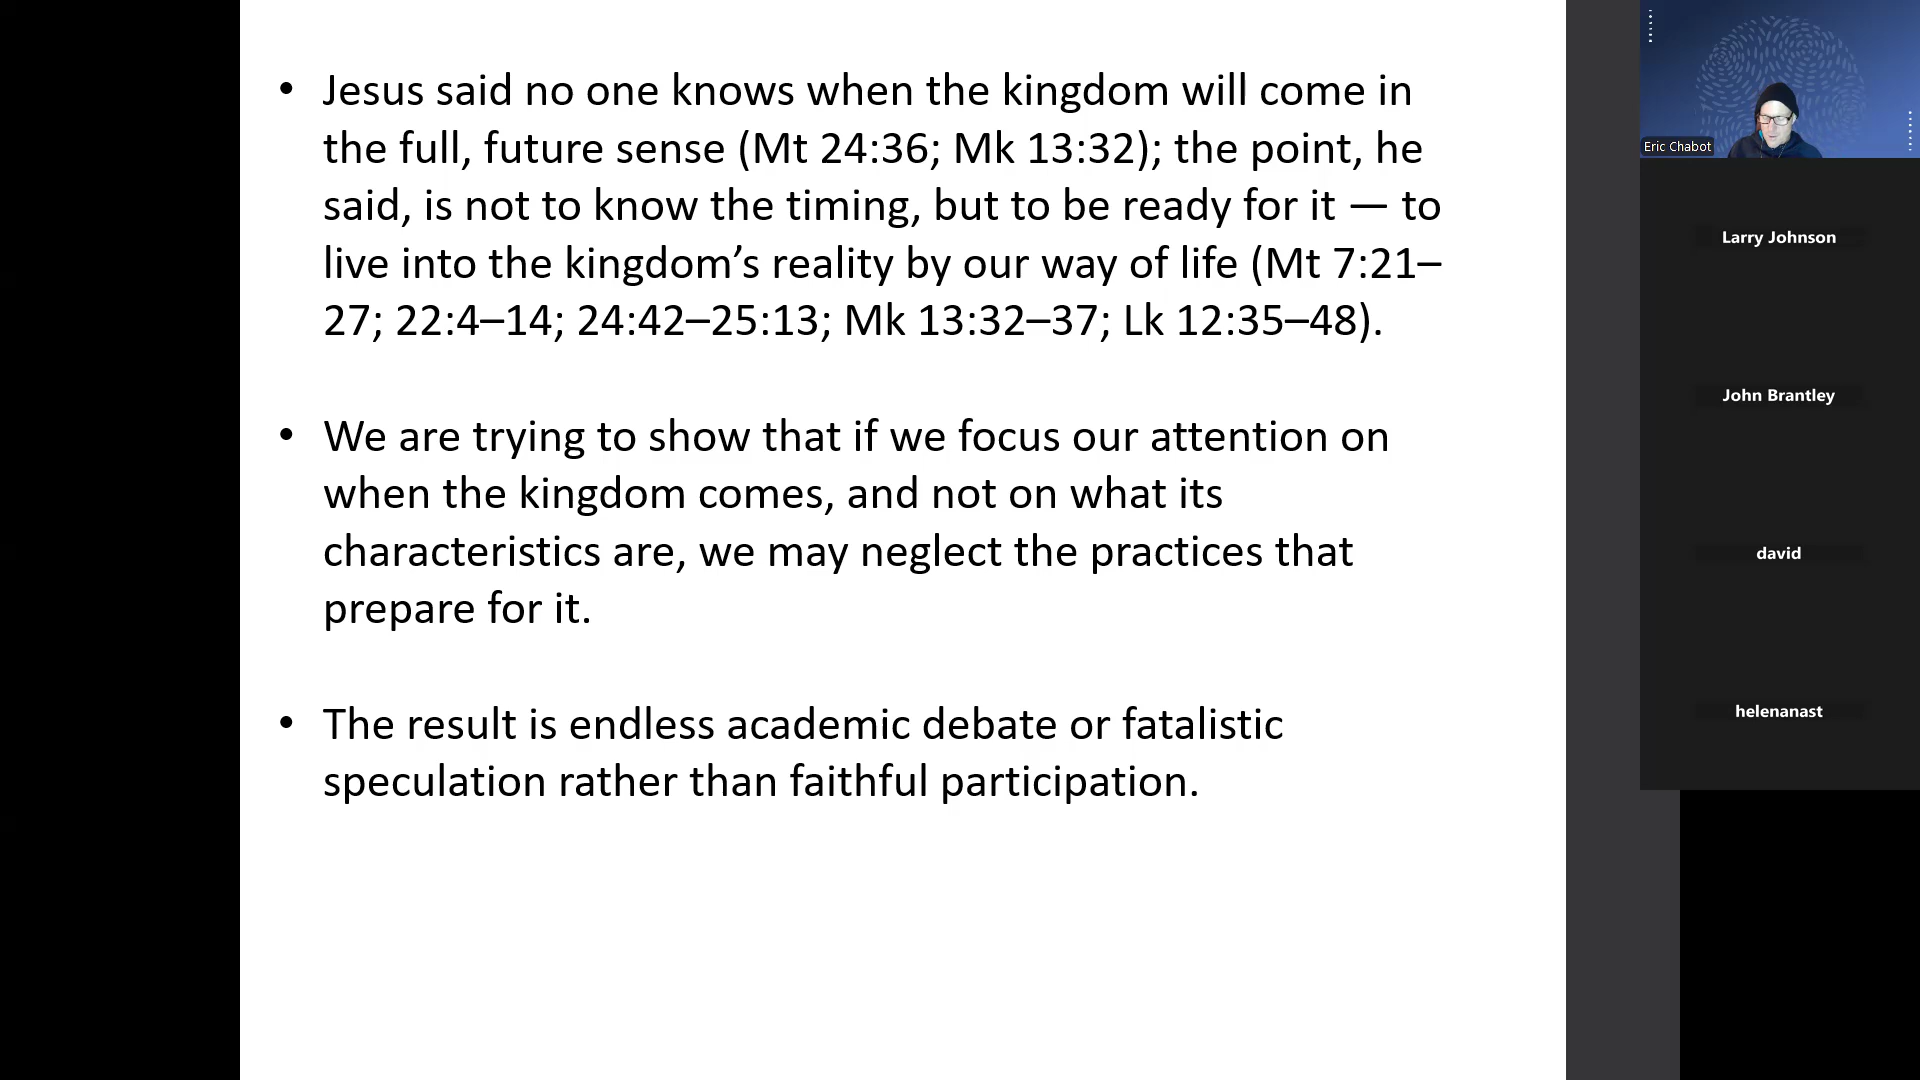 • Jesus said no one knows when the kingdom will come in
the full, future sense (Mt 24:36; Mk 13:32); the point, he
said, is not to know the timing, but to be ready for it — to
live into the kingdom’s reality by our way of life (Mt 7:21–
27; 22:4–14; 24:42–25:13; Mk 13:32–37; Lk 12:35–48).
• We are trying to show that if we focus our attention on
when the kingdom comes, and not on what its
characteristics are, we may neglect the practices that
prepare for it.
• The result is endless academic debate or fatalistic
speculation rather than faithful participation.
Eric Chabot
Larry Johnson
John Brantley
david
helenanast